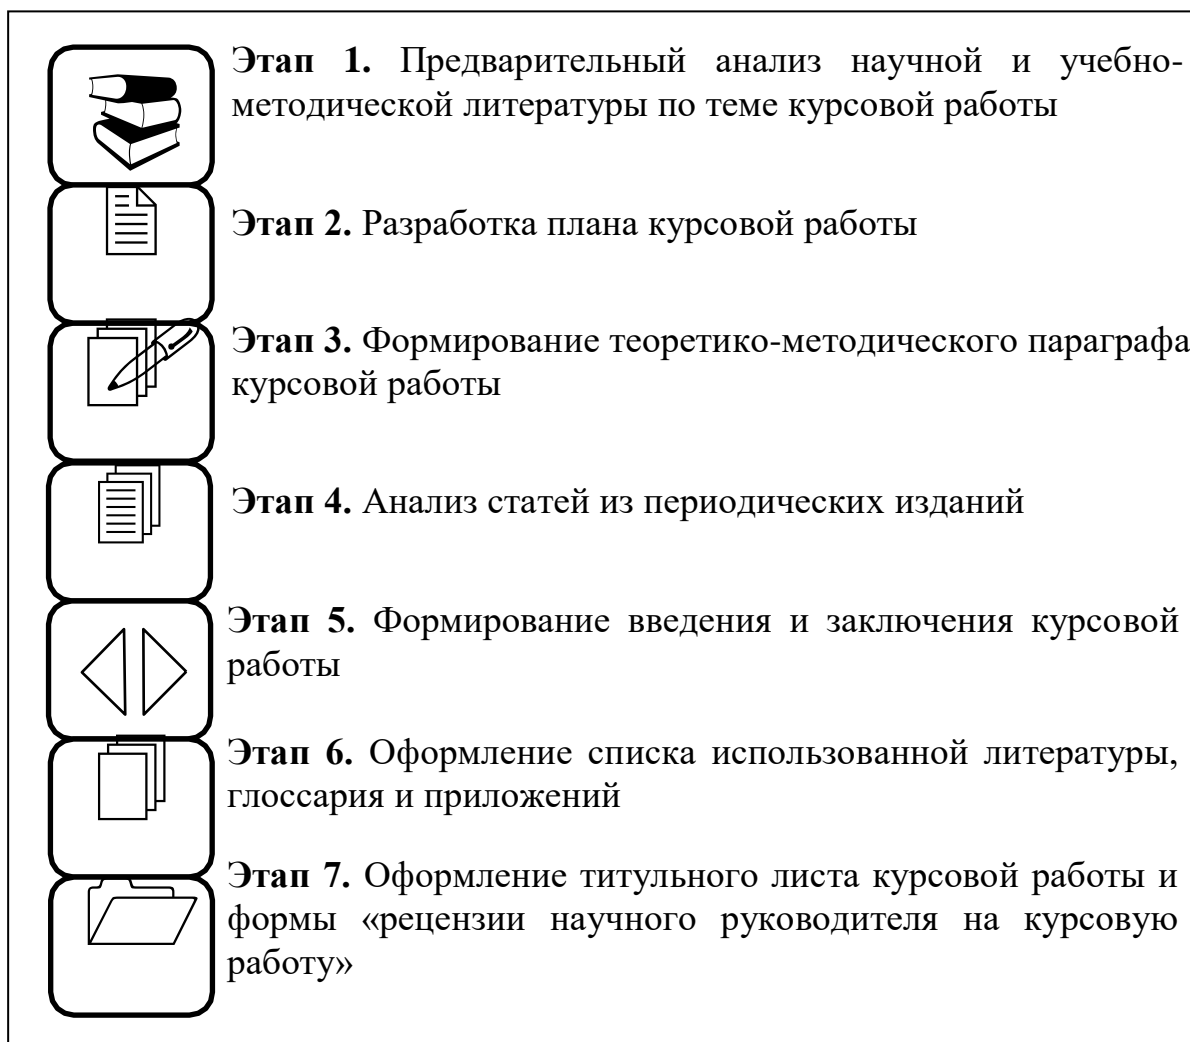 Этап 1. Предварительный анализ научной и учебно-
методической литературы по теме курсовой работы
Этап 2. Разработка плана курсовой работы
Этап 3. Формирование теоретико-методического параграфа
курсовой работы
Этап 4. Анализ статей из периодических изданий
Этап 5. Формирование введения и заключения курсовой
работы
Этап 6. Оформление списка использованной литературы,
глоссария и приложений
Этап 7. Оформление титульного листа курсовой работы и
формы «рецензии научного руководителя на курсовую
работу»